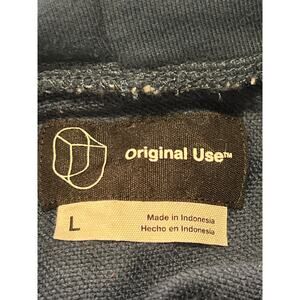 Original Use™
L
Made in Indonesia
Hecho en Indonesia